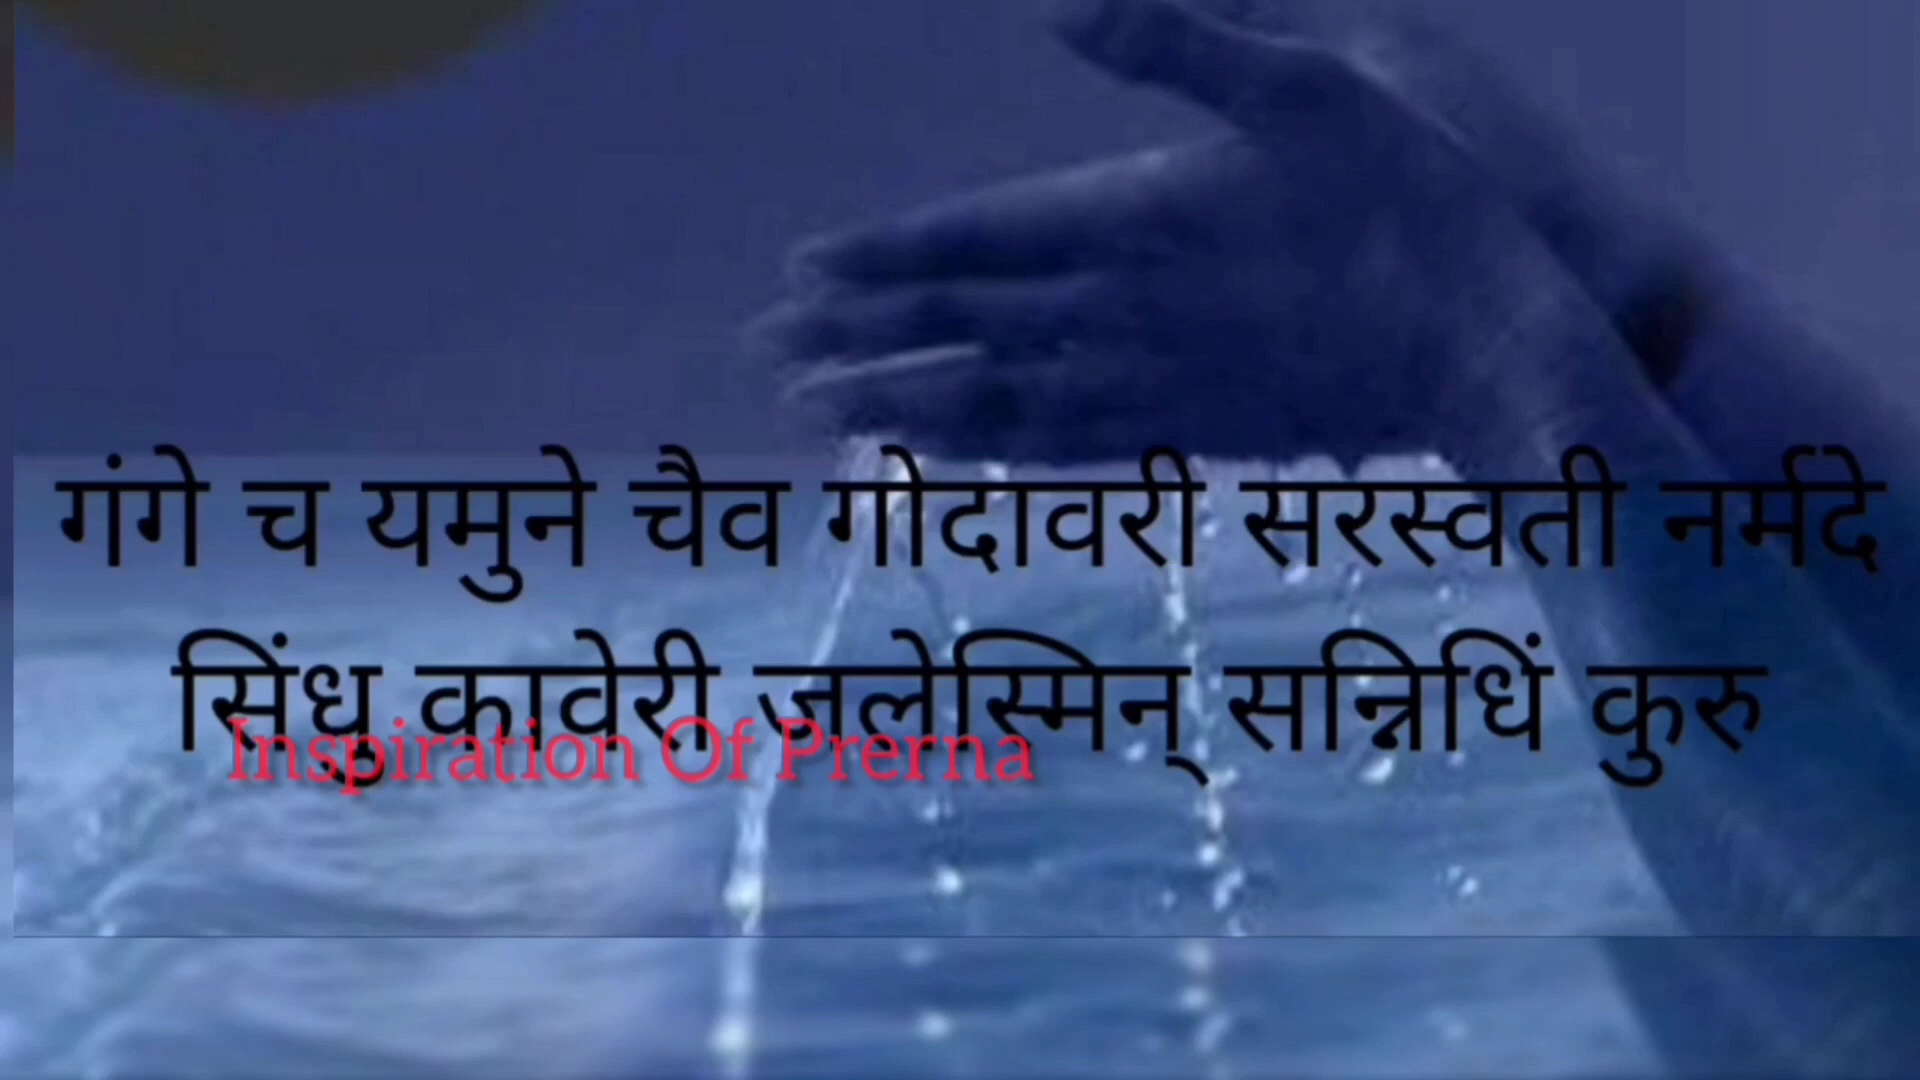 गंगे च यमुने चैव गोदावरी सरस्वती नर्मदे
सिंधु कावेरी जलेस्मिन् सन्निधिं कुरु
Inspiration Of Prerna